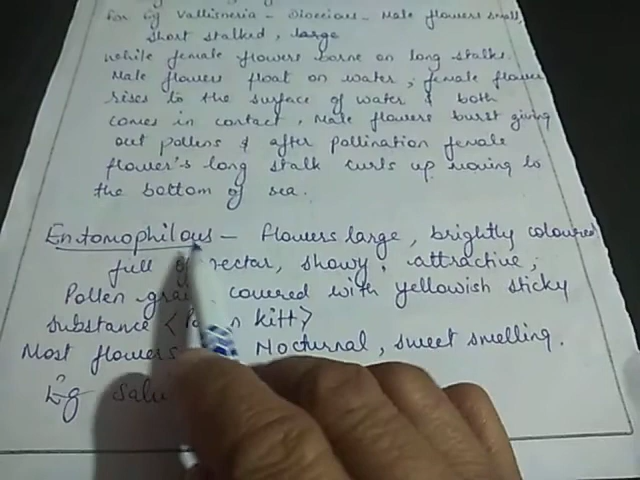 For Eg Vallisneria - Dioecious - Male flowers small,
short stalked, large
while female flowers borne on long stalks.
Male flowers float on water, female flower
rises to the surface of water & both
comes in contact, Male flowers burst giving
out pollens & after pollination female
flower's long stalk curls up moving to
the bottom of sea.
Entomophilous - flowers large, brightly coloured
full of nectar, showy, attractive;
Pollen grai covered with yellowish sticky
substance < n kitt>
Most flowers Nocturnal, sweet smelling.
Eg Salv